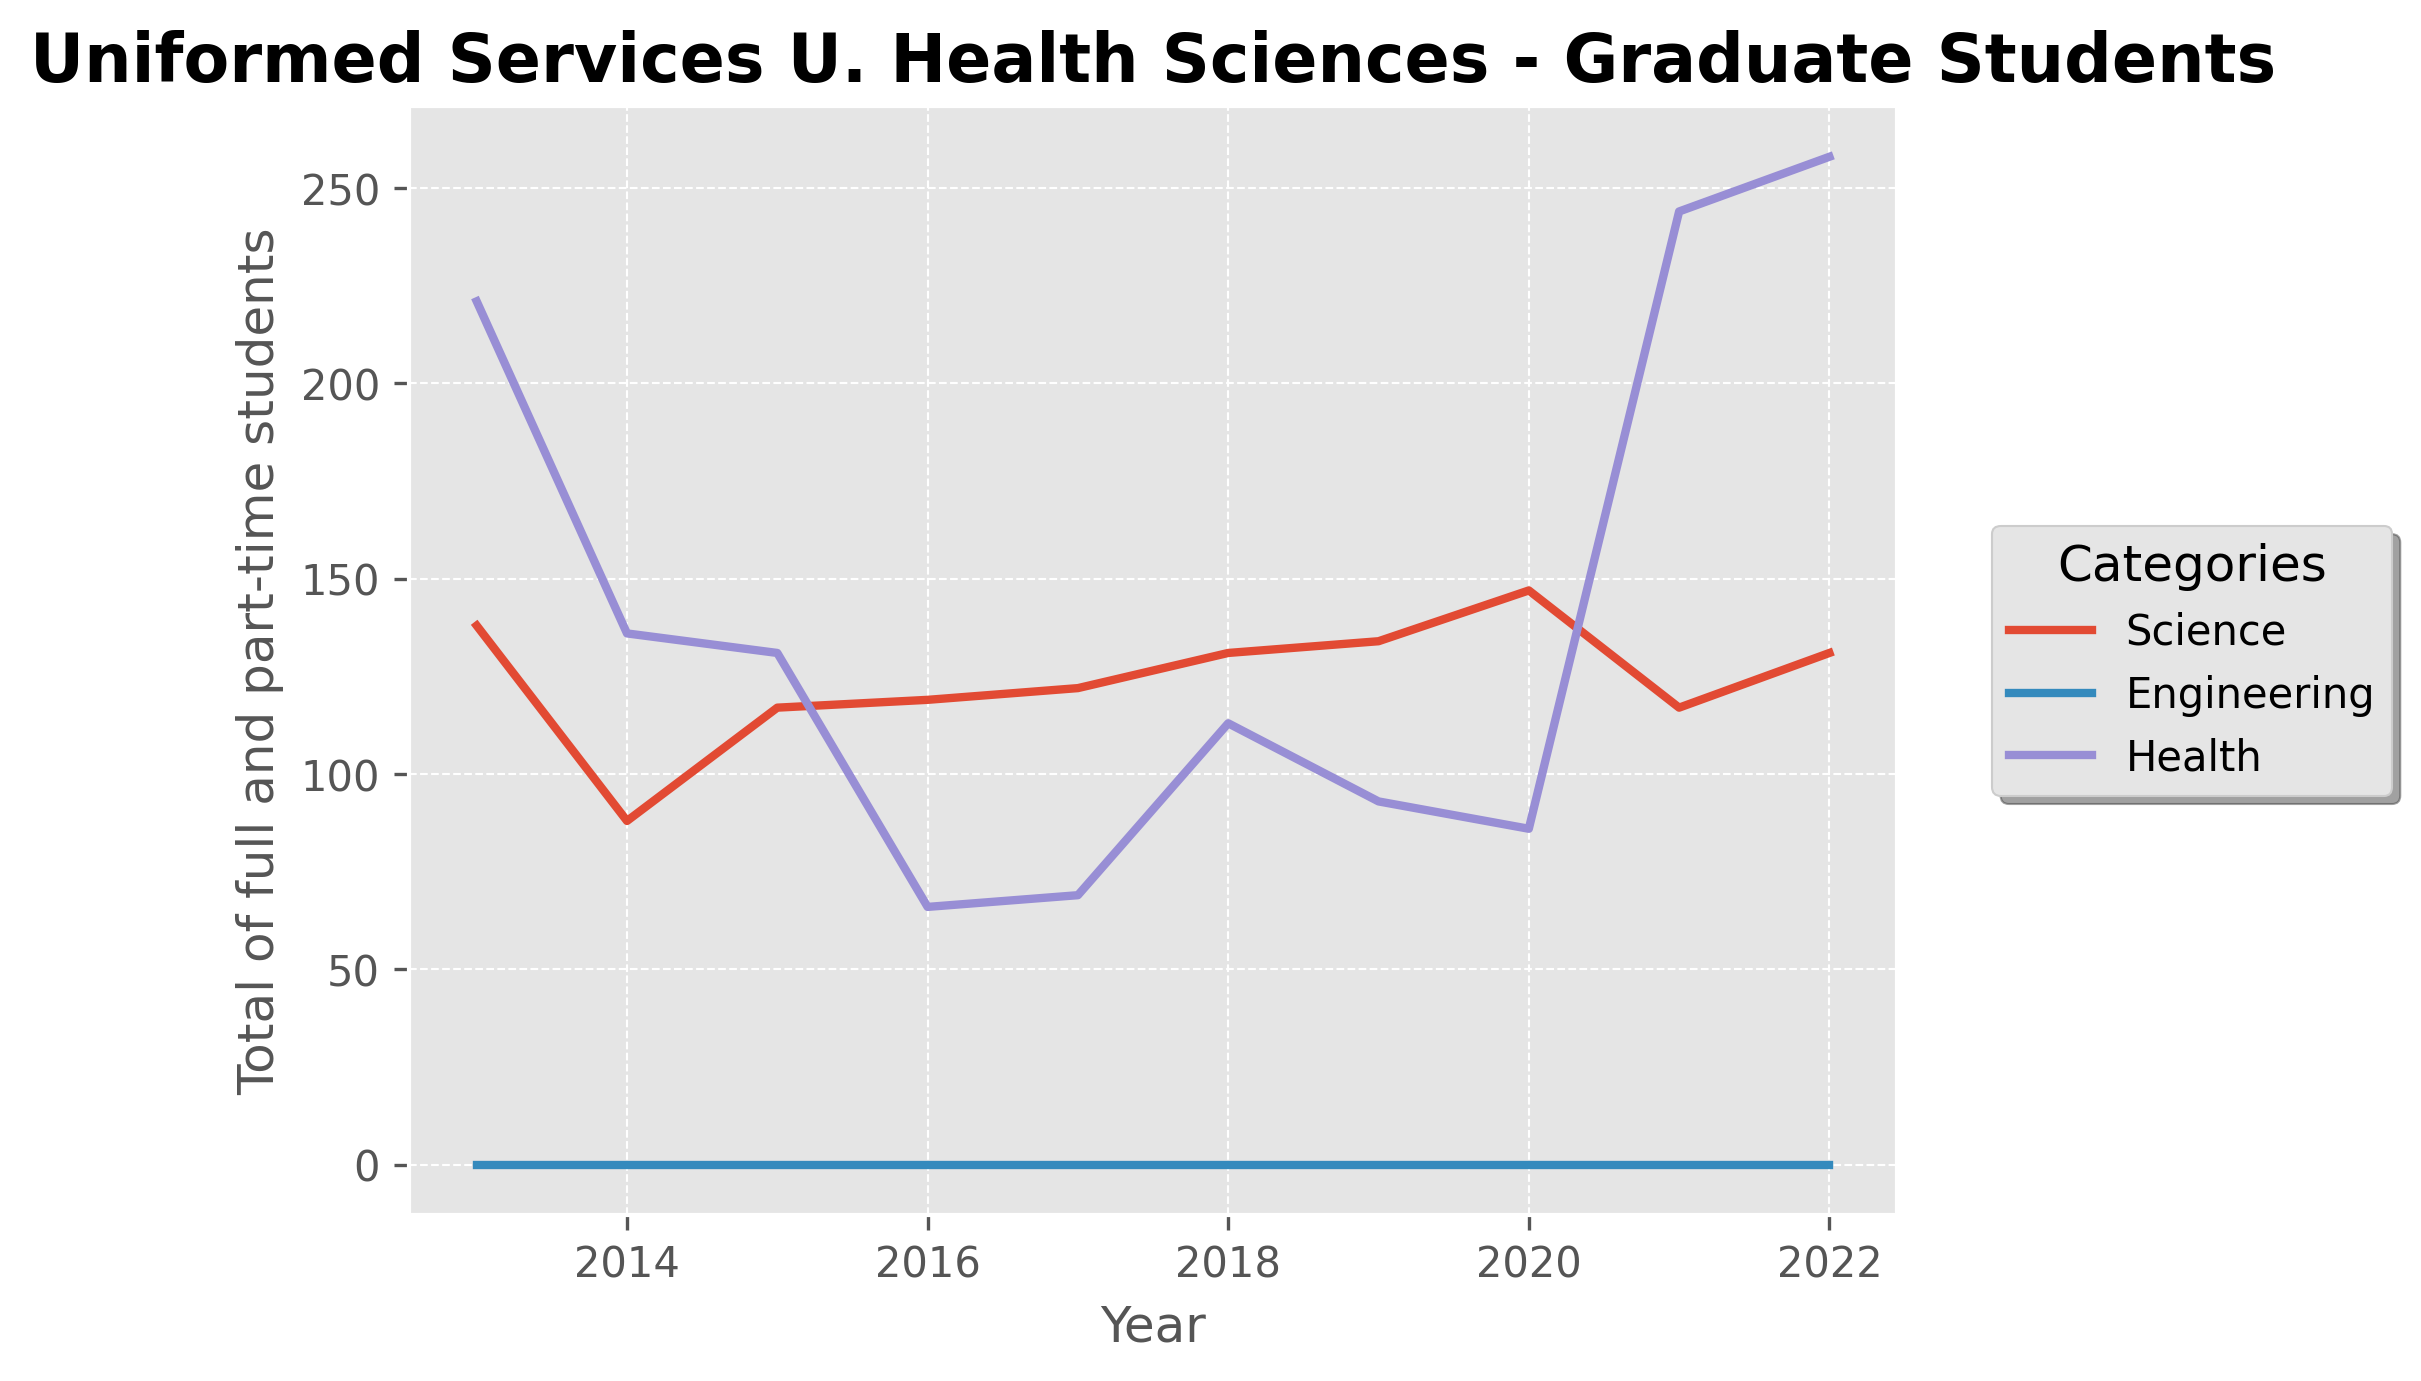 Uniformed Services U. Health Sciences - Graduate Students
Total of full and part-time students
250
200
150
100
50
0
2014
2016
2018
2020
2022
Year
Categories
Science
Engineering
Health